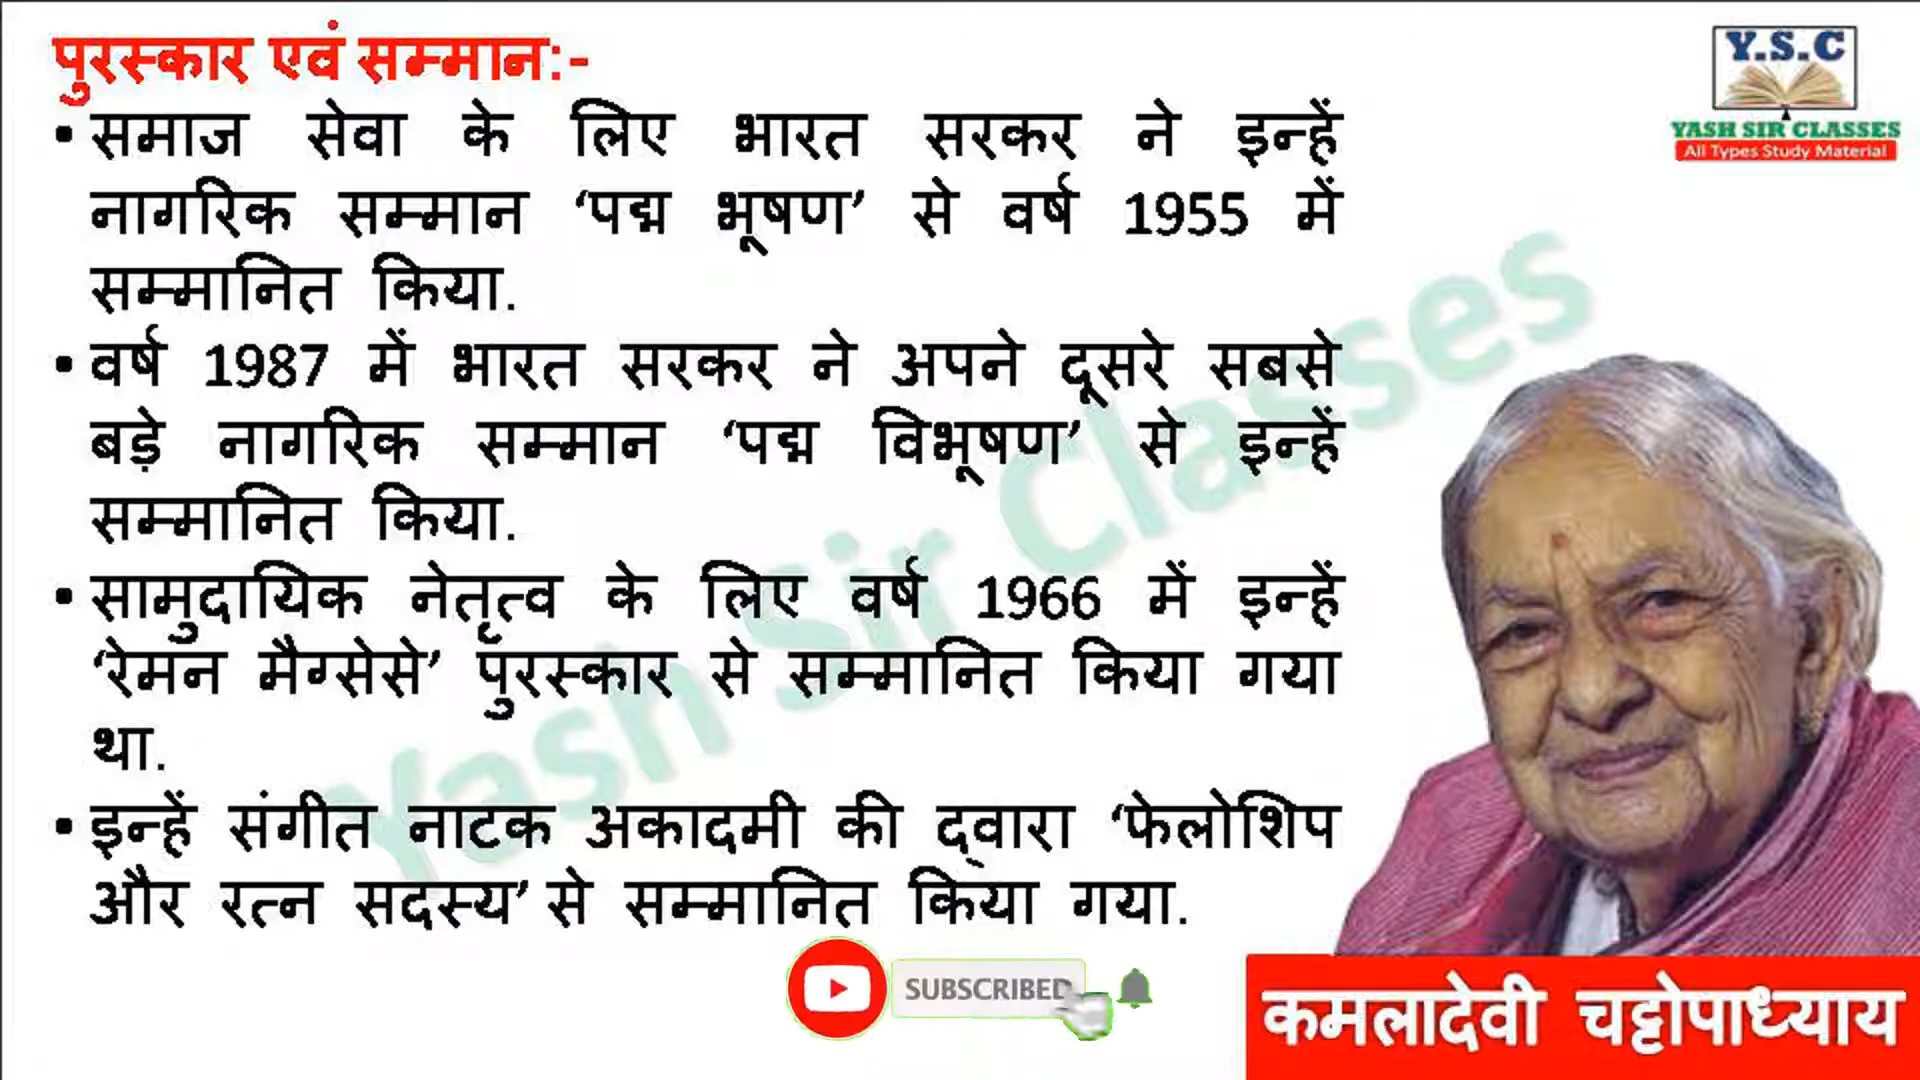 पुरस्कार एवं सम्मान:-
• समाज सेवा के लिए भारत सरकर ने इन्हें
नागरिक सम्मान ‘पद्म भूषण’ से वर्ष 1955 में
सम्मानित किया.
• वर्ष 1987 में भारत सरकर ने अपने दूसरे सबसे
बड़े नागरिक सम्मान ‘पद्म विभूषण’ से इन्हें
सम्मानित किया.
• सामुदायिक नेतृत्व के लिए वर्ष 1966 में इन्हें
‘रेमन मैग्सेसे’ पुरस्कार से सम्मानित किया गया
था.
• इन्हें संगीत नाटक अकादमी की द्वारा ‘फेलोशिप
और रत्न सदस्य’ से सम्मानित किया गया.
Y.S.C
YASH SIR CLASSES
All Types Study Material
Yash Sir Classes
SUBSCRIBED
कमलादेवी चट्टोपाध्याय